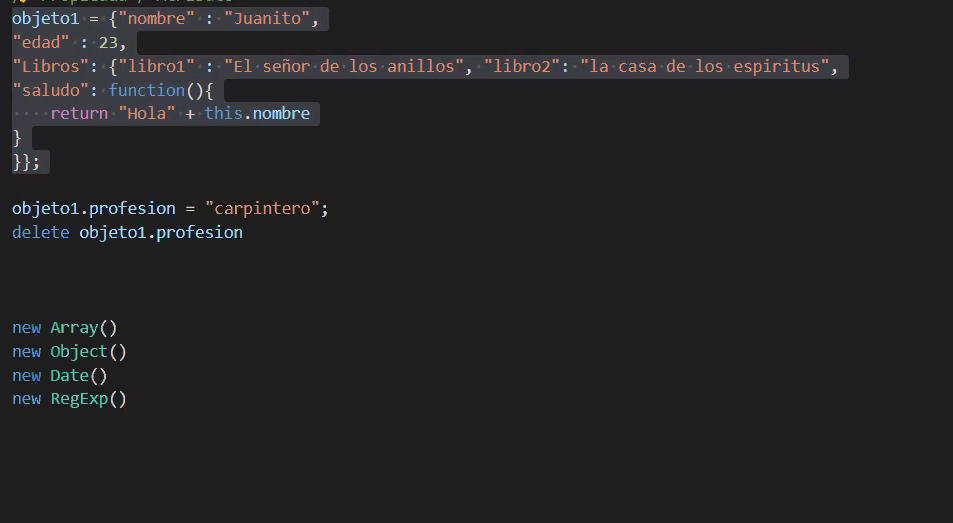 objeto1 = {"nombre" : "Juanito",
"edad" : 23,
"Libros": {"libro1" : "El señor de los anillos", "libro2": "la casa de los espiritus",
"saludo": function(){
    return "Hola" + this.nombre
}
}};
objeto1.profesion = "carpintero";
delete objeto1.profesion
new Array()
new Object()
new Date()
new RegExp()